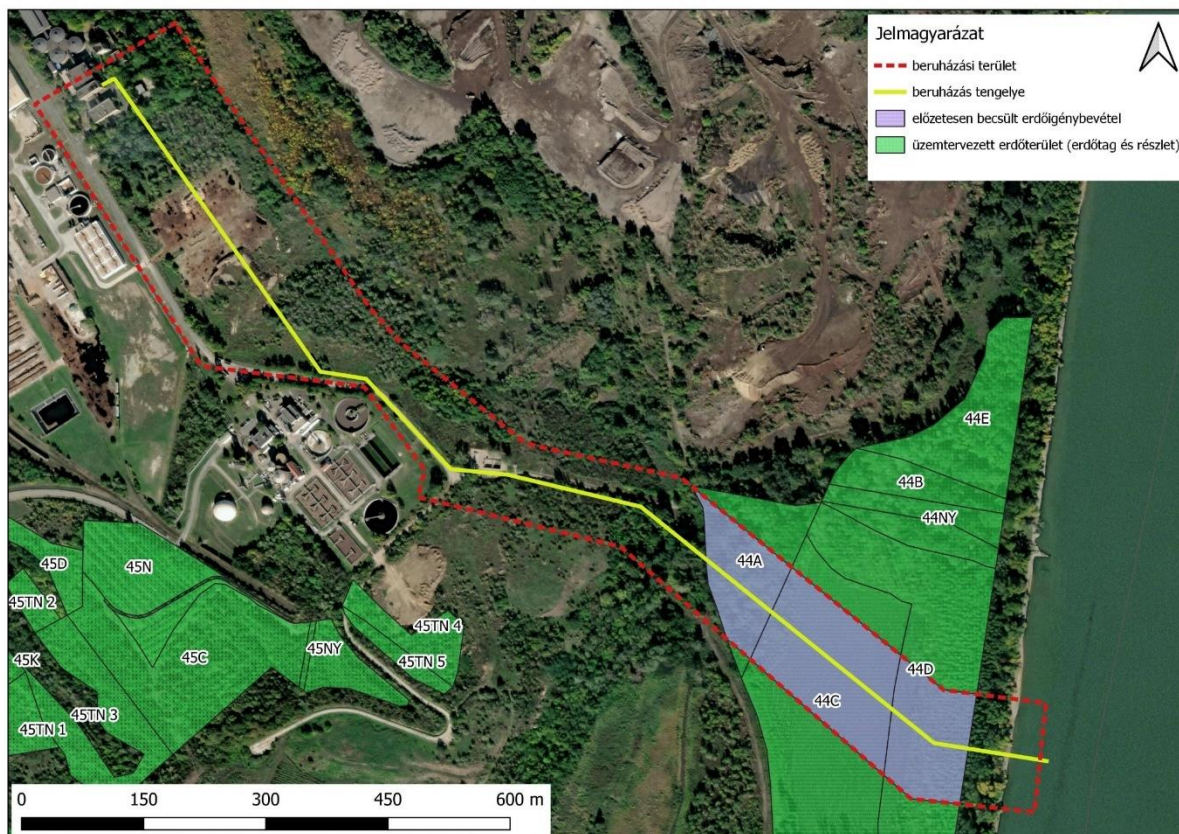 Jelmagyarázat
beruházási terület
beruházás tengelye
előzetesen becsült erdőigénybevétel
üzemtervezett erdőterület (erdőtag és részlet)
44E
44B
44NY
44A
44D
44C
45D
45N
45TN 2
45K
45C
45NY
45TN 4
45TN 5
45TN 3
45TN 1
0 150 300 450 600 m